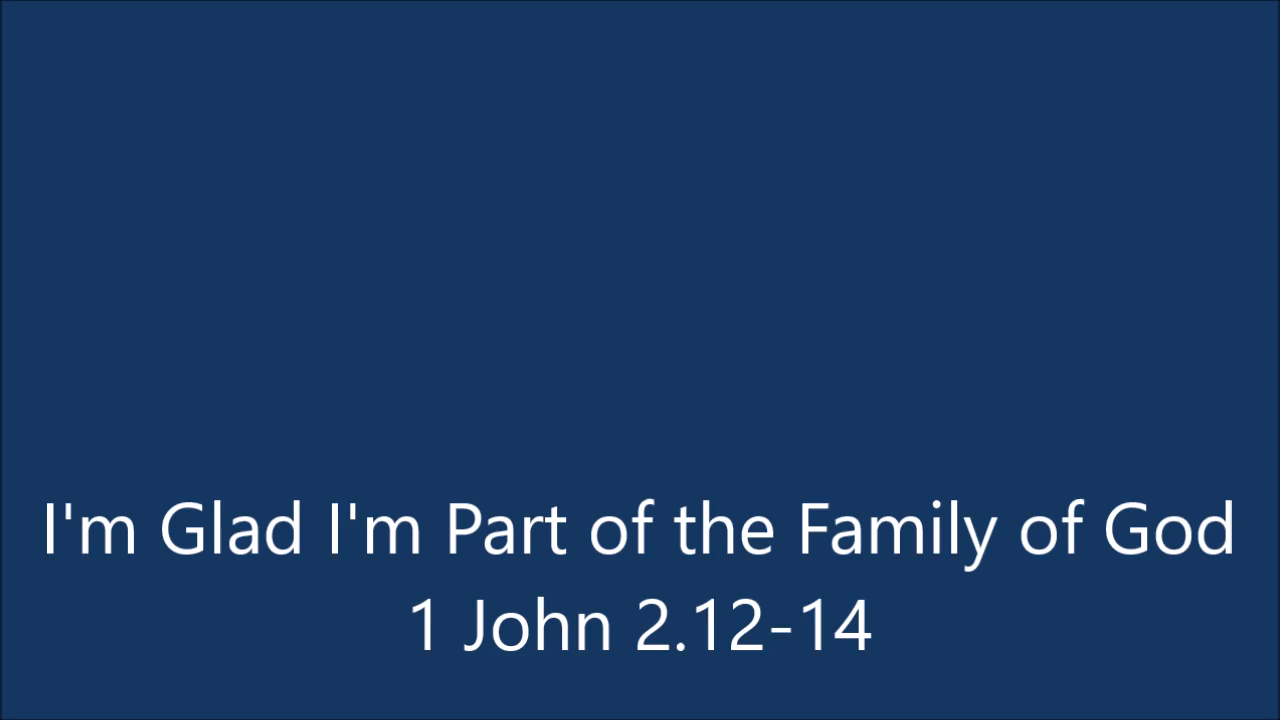 I'm Glad I'm Part of the Family of God
1 John 2.12-14